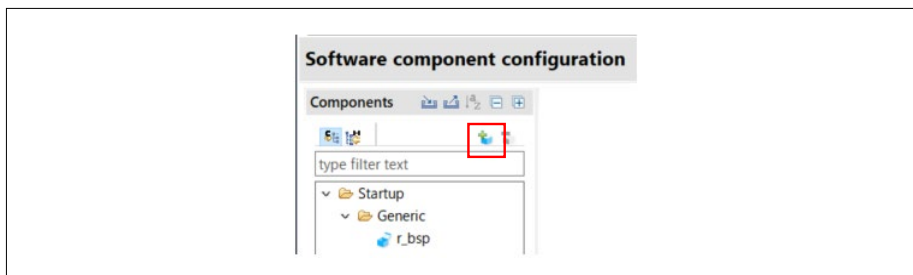 Software component configuration
Components
type filter text
Startup
Generic
r_bsp